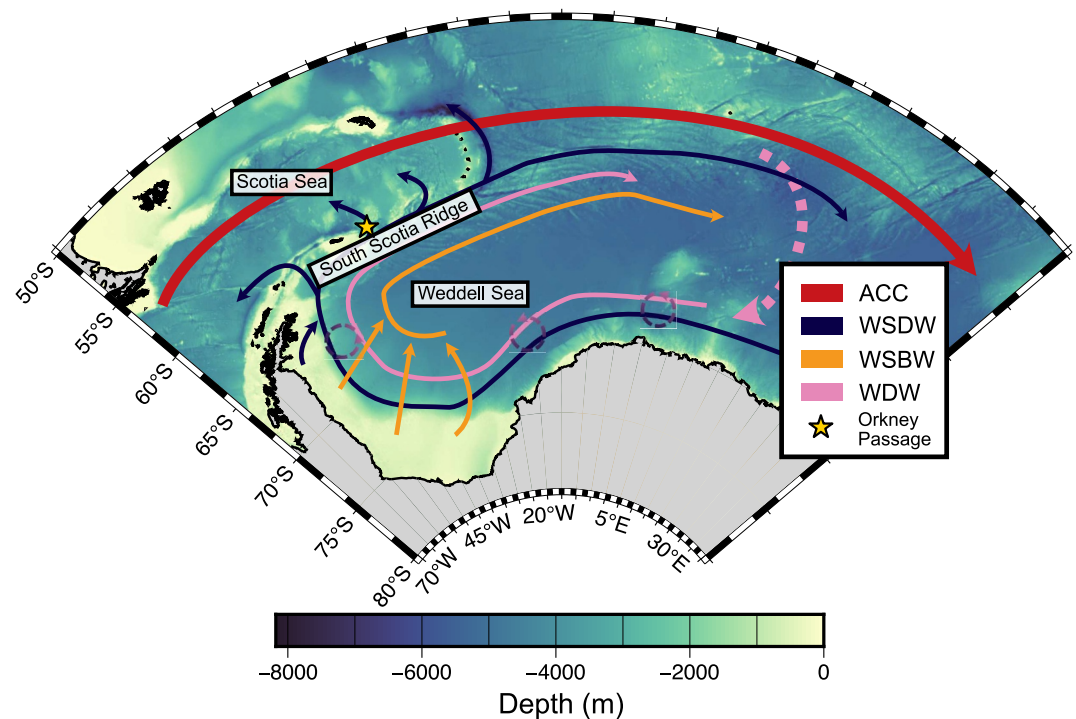 Scotia Sea
South Scotia Ridge
Weddell Sea
50°S
55°S
60°S
65°S
70°S
75°S
80°S
70°W
45°W
20°W
5°E
30°E
ACC
WSDW
WSBW
WDW
Orkney
Passage
−8000
−6000
−4000
−2000
0
Depth (m)